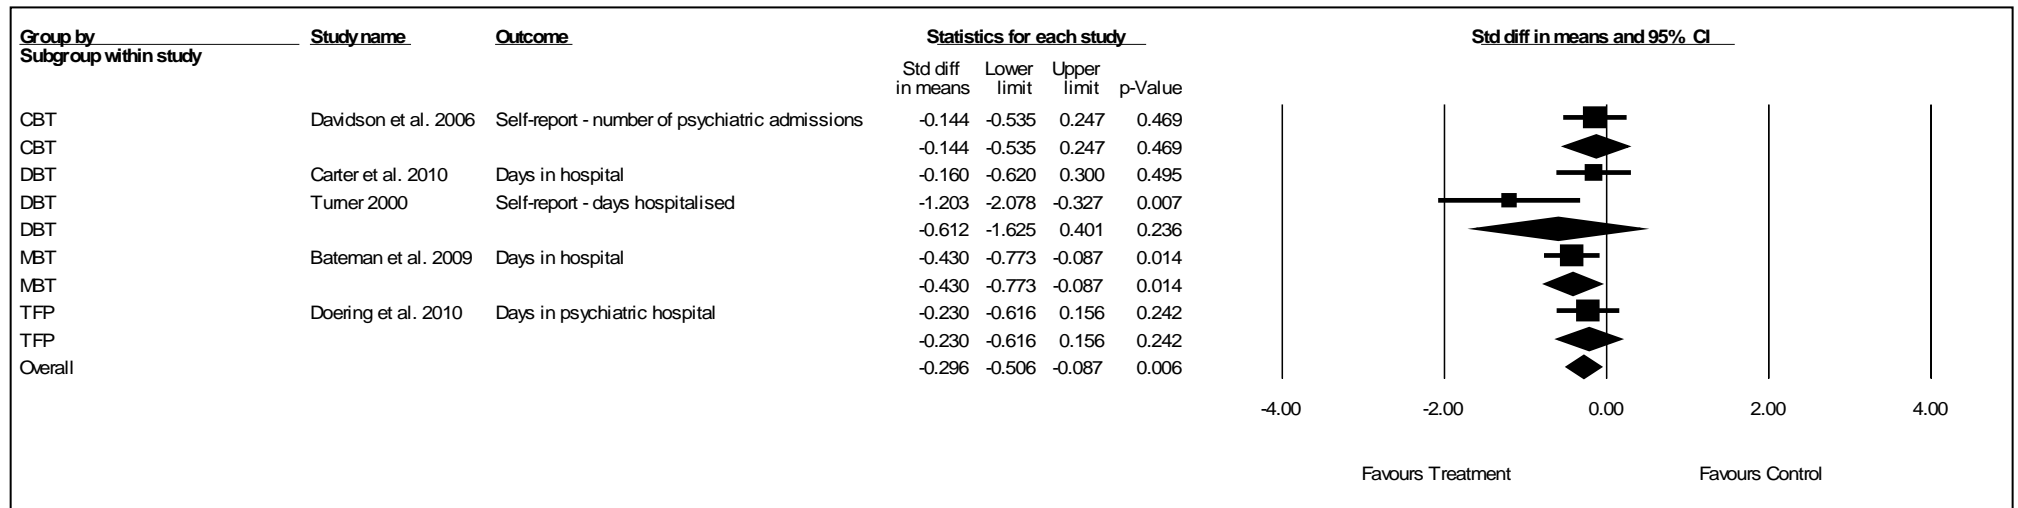 Group by Study name Outcome Statistics for each study Std diff in means and 95% CI
Subgroup within study
Std diff Lower Upper
in means limit limit p-Value
CBT Davidson et al. 2006 Self-report - number of psychiatric admissions -0.144 -0.535 0.247 0.469
CBT -0.144 -0.535 0.247 0.469
DBT Carter et al. 2010 Days in hospital -0.160 -0.620 0.300 0.495
DBT Turner 2000 Self-report - days hospitalised -1.203 -2.078 -0.327 0.007
DBT -0.612 -1.625 0.401 0.236
MBT Bateman et al. 2009 Days in hospital -0.430 -0.773 -0.087 0.014
MBT -0.430 -0.773 -0.087 0.014
TFP Doering et al. 2010 Days in psychiatric hospital -0.230 -0.616 0.156 0.242
TFP -0.230 -0.616 0.156 0.242
Overall -0.296 -0.506 -0.087 0.006
-4.00 -2.00 0.00 2.00 4.00
Favours Treatment Favours Control